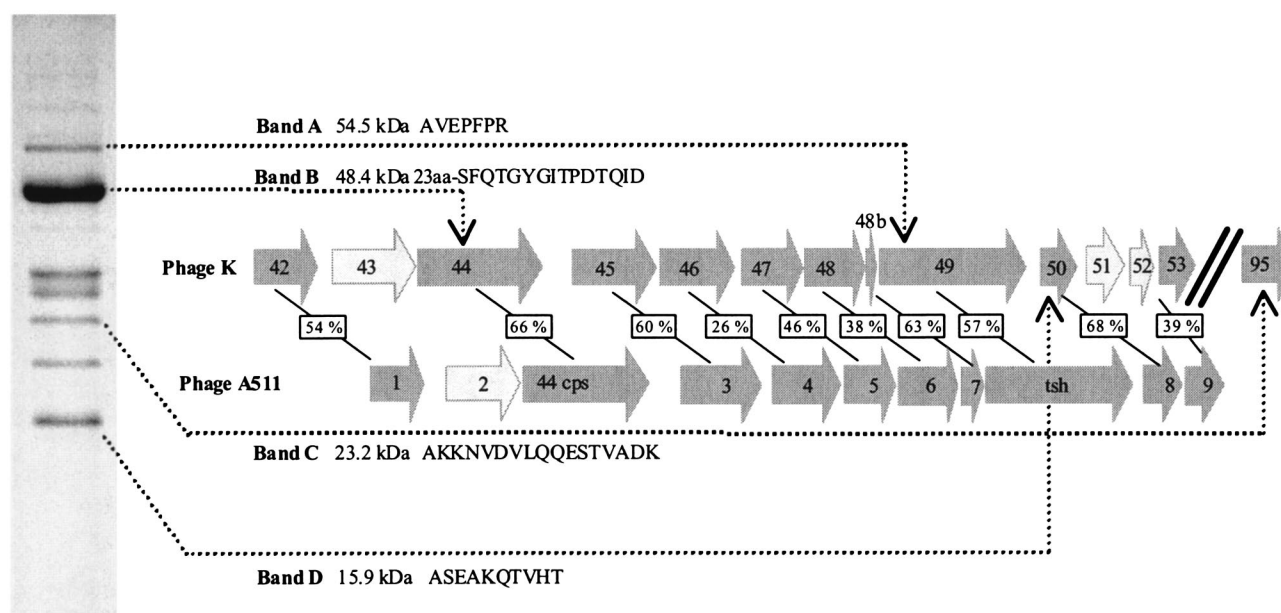 Band A 54.5 kDa AVEPFPR
Band B 48.4 kDa 23aa-SFQTGYGITPDTQID
48b
Phage K 42 43 44 45 46 47 48 49 50 51 52 53 95
54 % 66 % 60 % 26 % 46 % 38 % 63 % 57 % 68 % 39 %
Phage A511 1 2 44 cps 3 4 5 6 7 tsh 8 9
Band C 23.2 kDa AKKNVDVLQQESTVADK
Band D 15.9 kDa ASEAKQTVHT